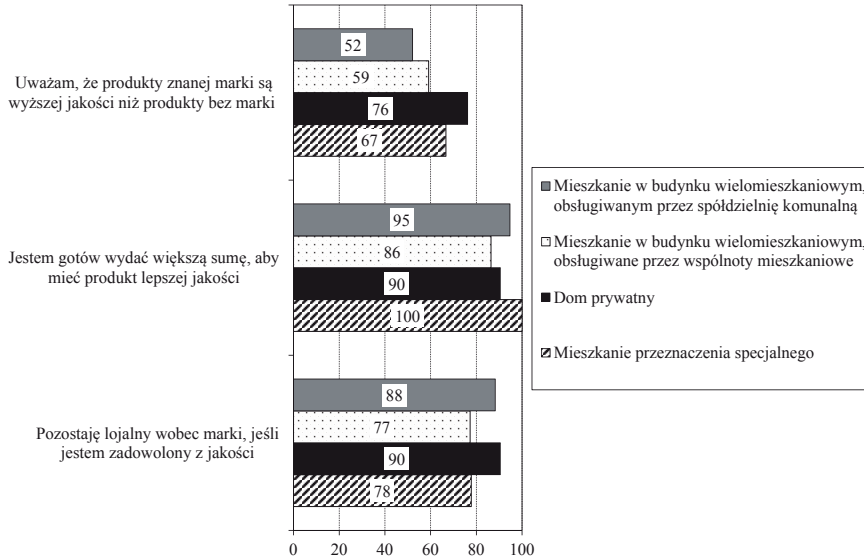 52
59
76
67
Uważam, że produkty znanej marki są
wyższej jakości niż produkty bez marki
95
86
90
100
Jestem gotów wydać większą sumę, aby
mieć produkt lepszej jakości
88
77
90
78
Pozostaję lojalny wobec marki, jeśli
jestem zadowolony z jakości
0 20 40 60 80 100
Mieszkanie w budynku wielomieszkaniowym,
obsługiwanym przez spółdzielnię komunalną
Mieszkanie w budynku wielomieszkaniowym,
obsługiwane przez wspólnoty mieszkaniowe
Dom prywatny
Mieszkanie przeznaczenia specjalnego